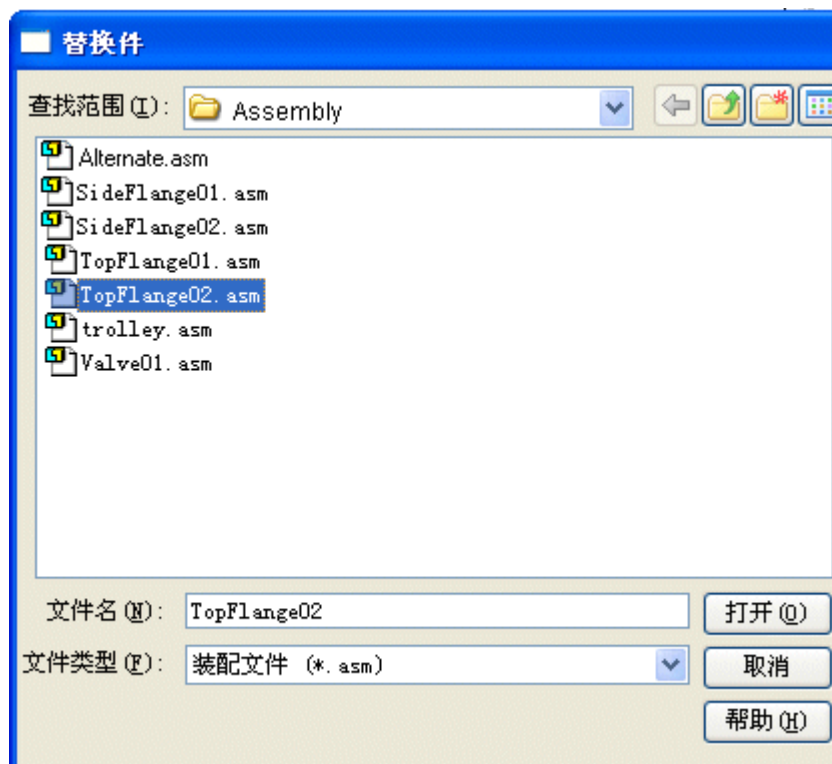 替换件
查找范围(I): Assembly
Alternate.asm
SideFlange01.asm
SideFlange02.asm
TopFlange01.asm
TopFlange02.asm
trolley.asm
Valve01.asm
文件名(N): TopFlange02 打开(O)
文件类型(F): 装配文件 (*.asm) 取消
帮助(H)